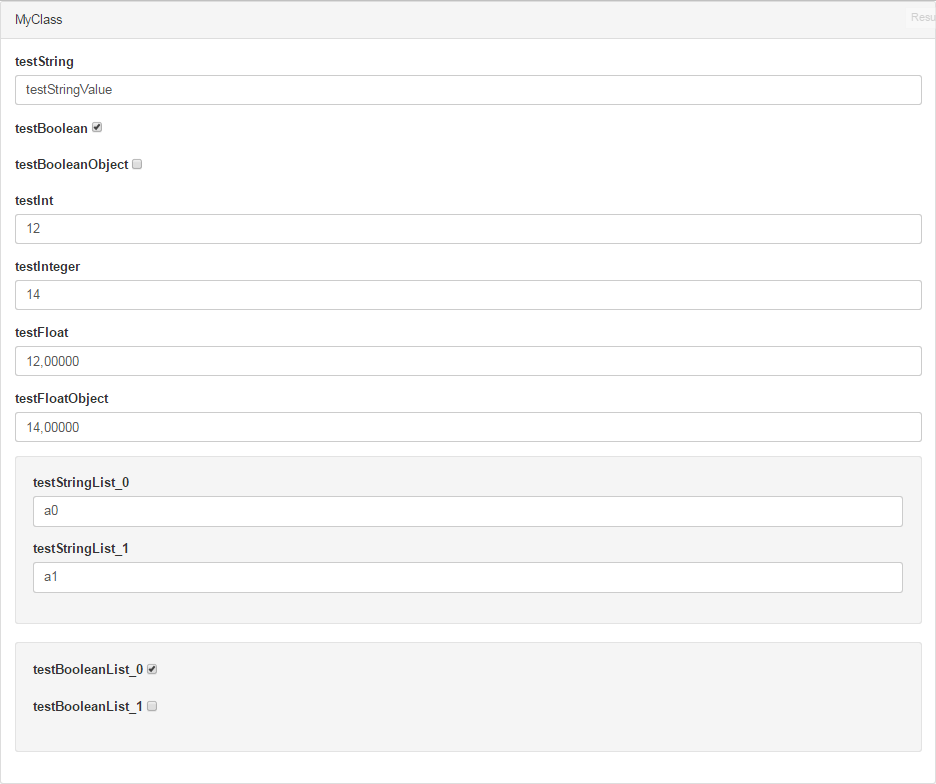 MyClass
Resu
testString
testStringValue
testBoolean
testBooleanObject
testInt
12
testInteger
14
testFloat
12,00000
testFloatObject
14,00000
testStringList_0
a0
testStringList_1
a1
testBooleanList_0
testBooleanList_1